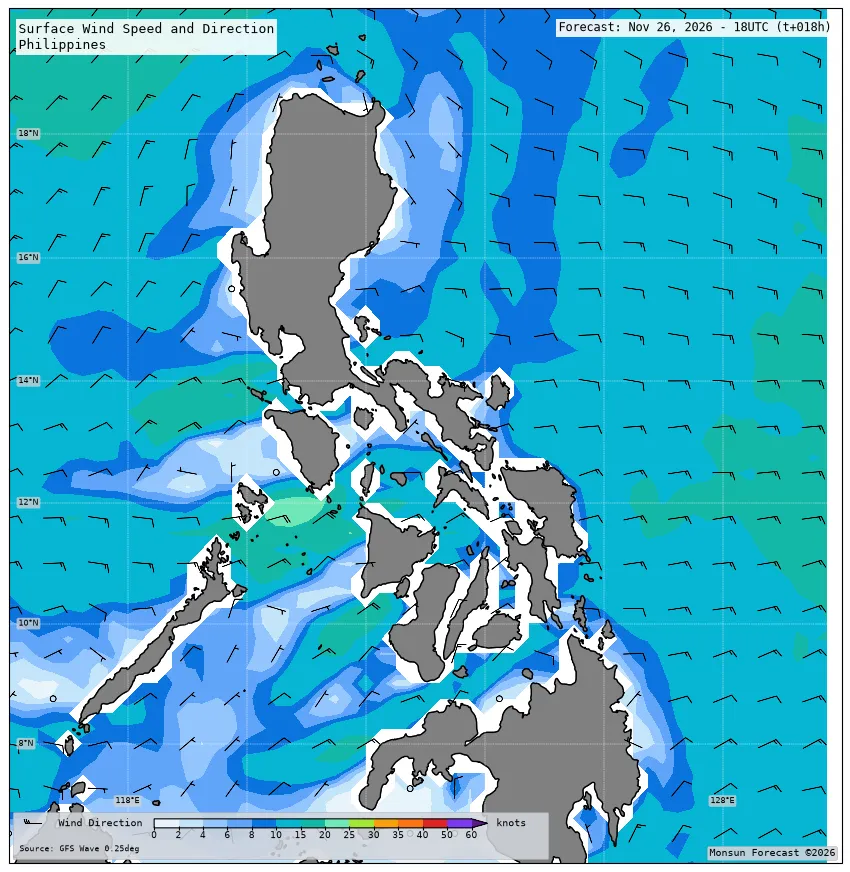 Surface Wind Speed and Direction
Philippines
Forecast: Nov 26, 2026 - 18UTC (t+018h)
18°N
16°N
14°N
12°N
10°N
8°N
118°E
128°E
Wind Direction
knots
0 2 4 6 8 10 15 20 25 30 35 40 50 60
Source: GFS Wave 0.25deg
Monsun Forecast ©2026